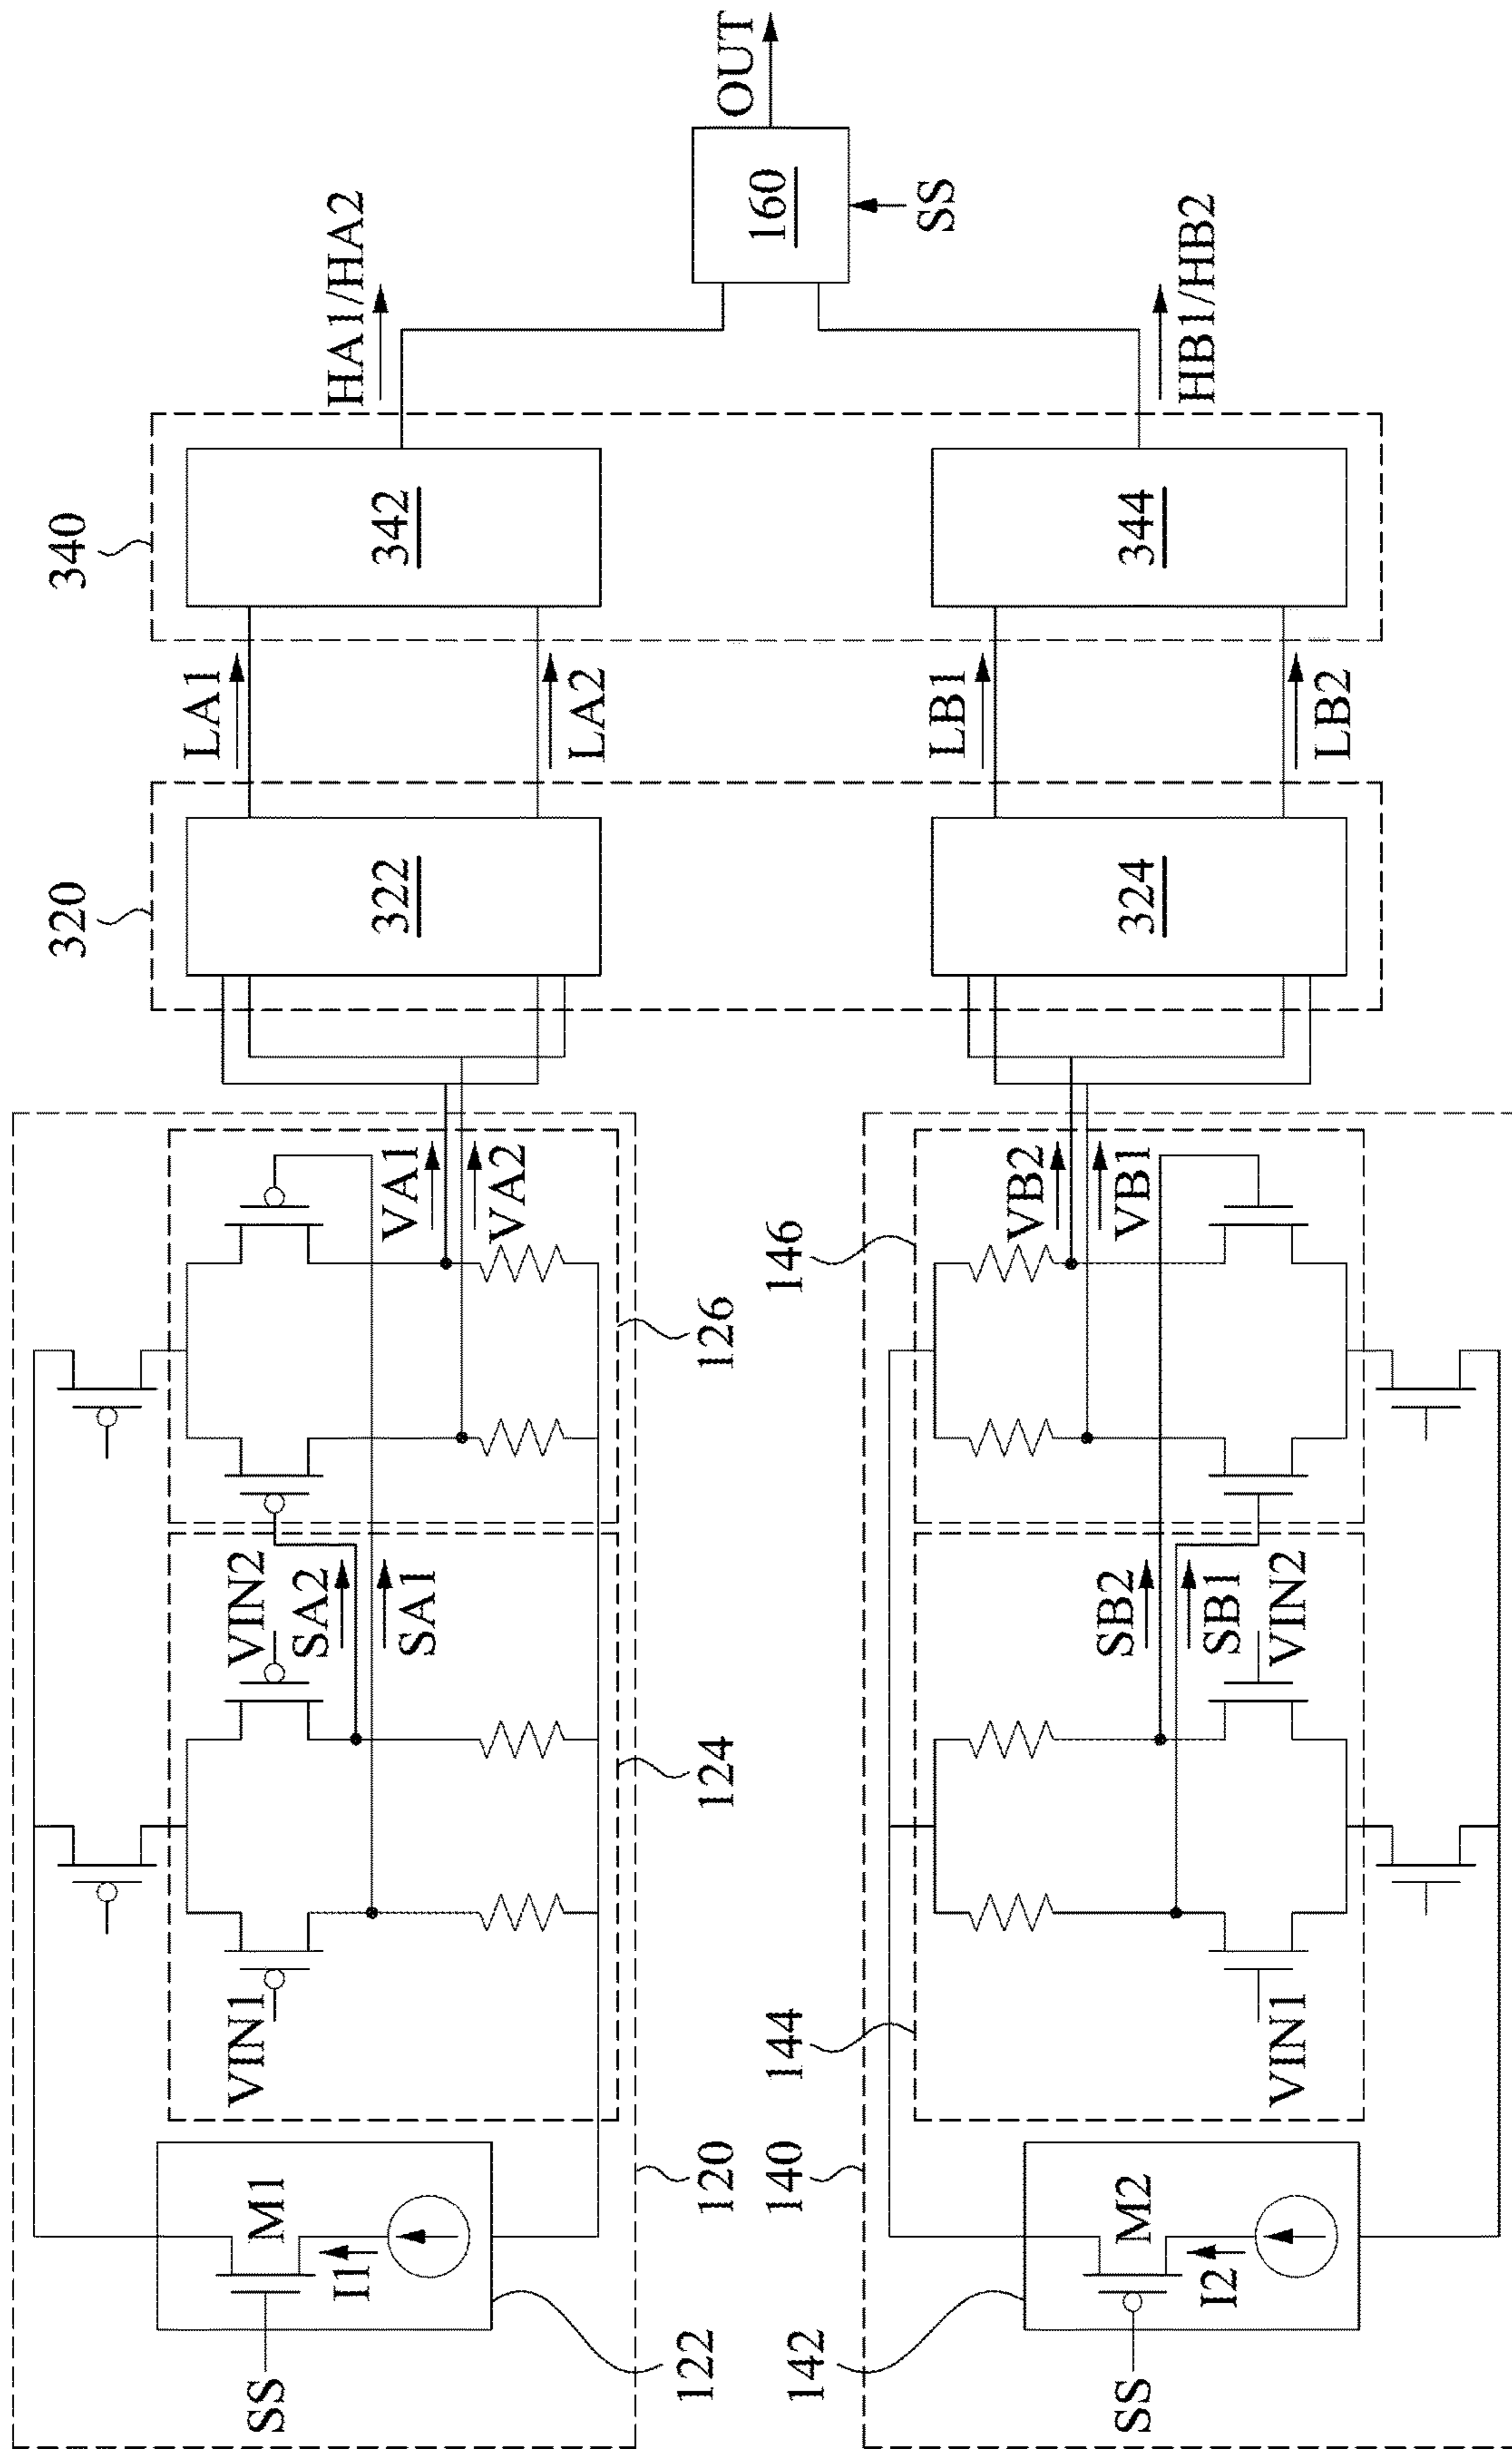 SS
M1
I1
122
120
VIN1
VIN2
SA2
SA1
124
VA1
VA2
126
320
322
LA1
LA2
340
342
HA1/HA2
160
OUT
SS
SS
M2
I2
142
140
144
VIN1
VIN2
SB2
SB1
146
VB2
VB1
324
LB1
LB2
344
HB1/HB2